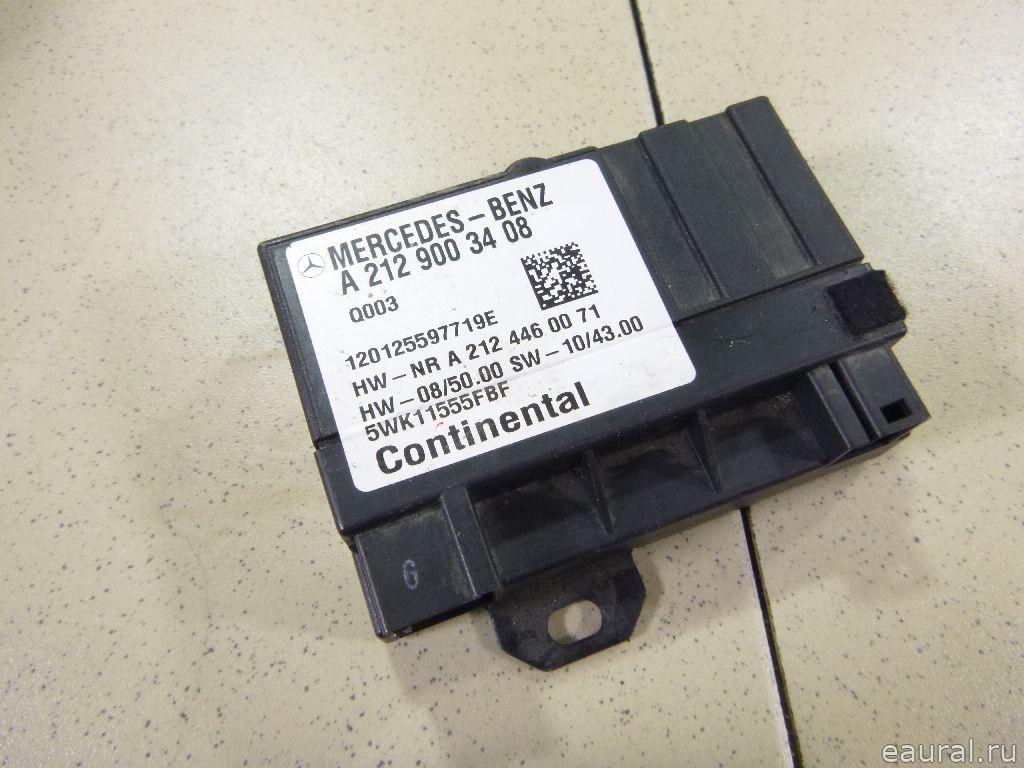 MERCEDES-BENZ
A 212 900 34 08
Q003
120125597719E
HW-NR A 212 446 00 71
HW-08/50.00 SW-10/43.00
5WK11555FBF
Continental
G
eaural.ru